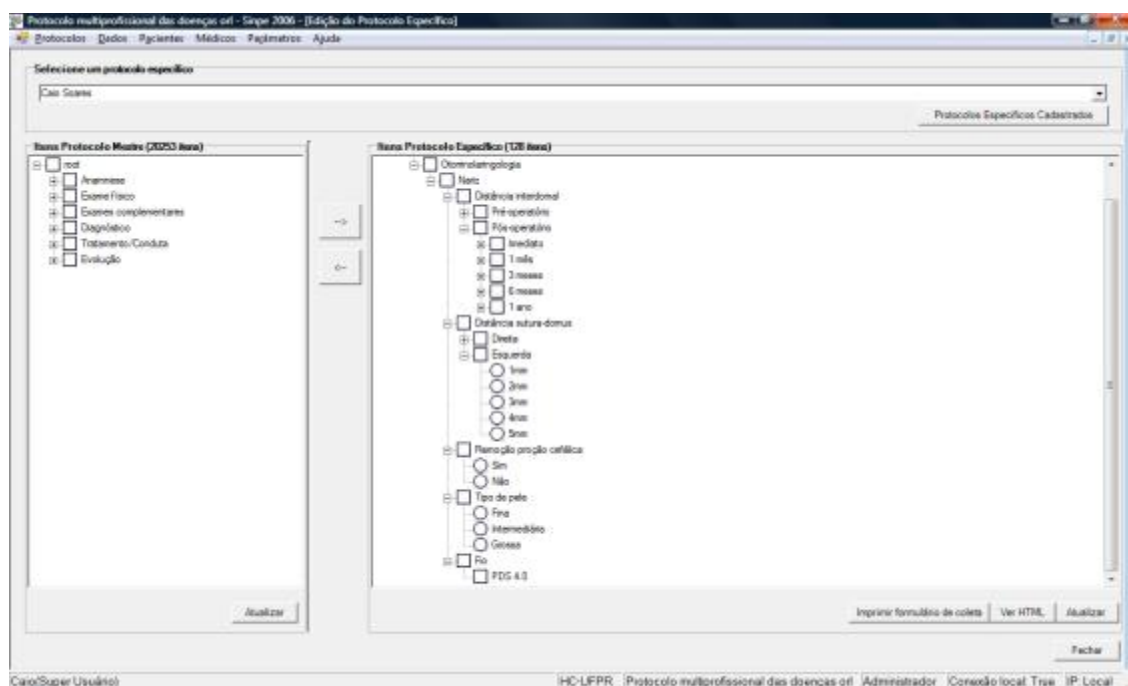 Protocolo multiprofissional das doenças orl - Sinpe 2006 - [Edição do Protocolo Específico]
Protocolos Dados Pacientes Médicos Parâmetros Ajuda
Selecione um protocolo específico
Caio Soares
Protocolos Específicos Cadastrados
Itens Protocolo Mestre (20253 itens)
root
Anamnese
Exame físico
Exames complementares
Diagnóstico
Tratamento/Conduta
Evolução
Atualizar
-->
<--
Itens Protocolo Específico (128 itens)
Otorrinolaringologia
Nariz
Distância interdomal
Pré-operatório
Pós-operatório
Imediato
1 mês
3 meses
6 meses
1 ano
Distância sutura-domus
Direita
Esquerda
1mm
2mm
3mm
4mm
5mm
Remoção proção cefálica
Sim
Não
Tipo de pele
Fina
Intermediária
Grossa
Fio
PDS 4.0
Imprimir formulário de coleta Ver HTML Atualizar
Fechar
Caio(Super Usuário) HC-UFPR Protocolo multiprofissional das doenças orl Administrador Conexão local: True IP: Local